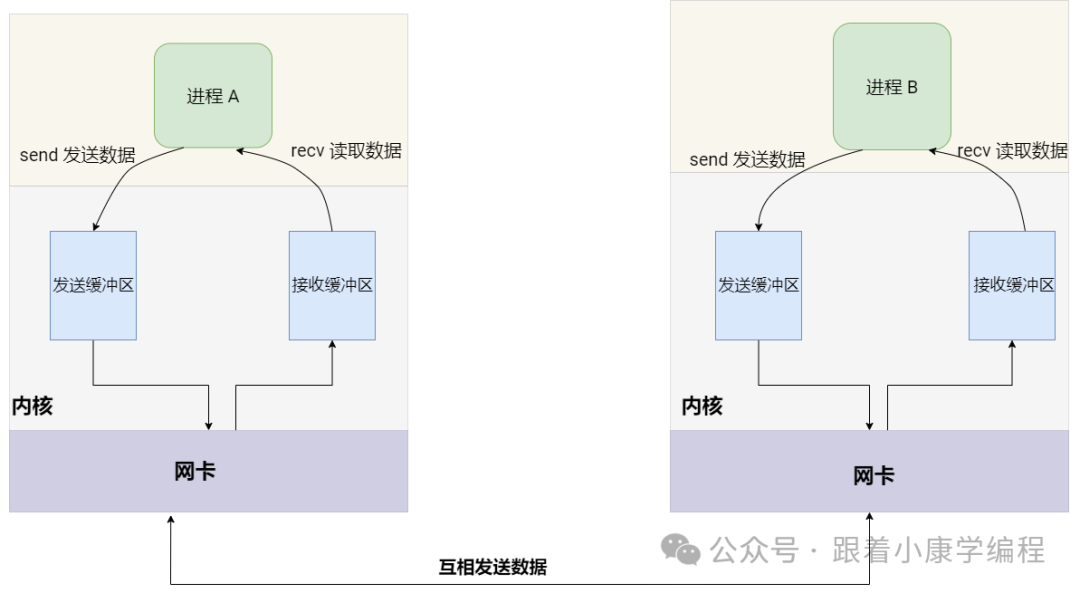 进程 A
send 发送数据
recv 读取数据
发送缓冲区
接收缓冲区
内核
网卡
进程 B
send 发送数据
recv 读取数据
发送缓冲区
接收缓冲区
内核
网卡
互相发送数据
公众号 · 跟着小康学编程